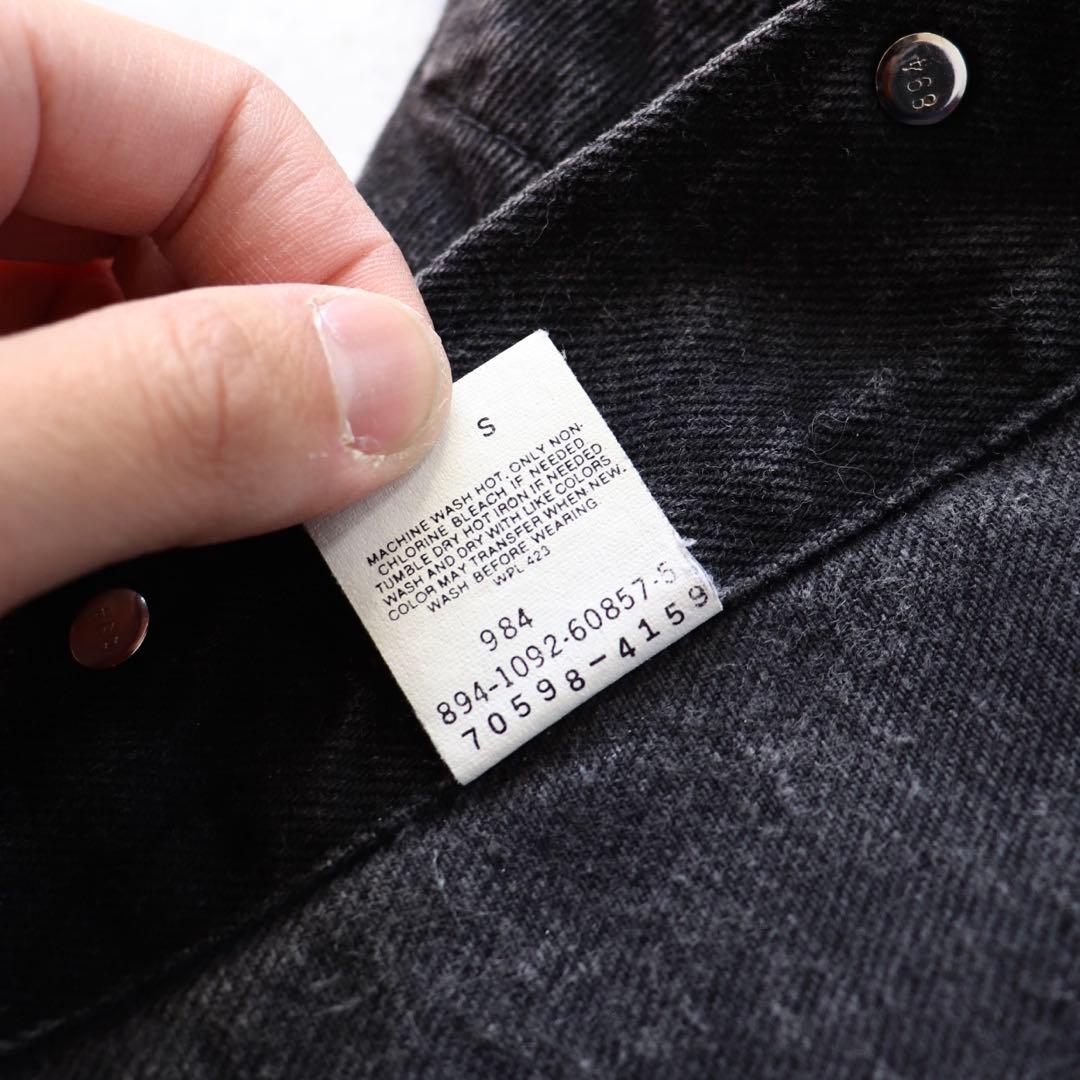 894
S
MACHINE WASH HOT. ONLY NON-
CHLORINE BLEACH IF NEEDED
TUMBLE DRY HOT IRON IF NEEDED.
WASH AND DRY WITH LIKE COLORS.
COLOR MAY TRANSFER WHEN NEW.
WASH BEFORE WEARING
WPL 423
984
894-1092-60857-5
70598-4159